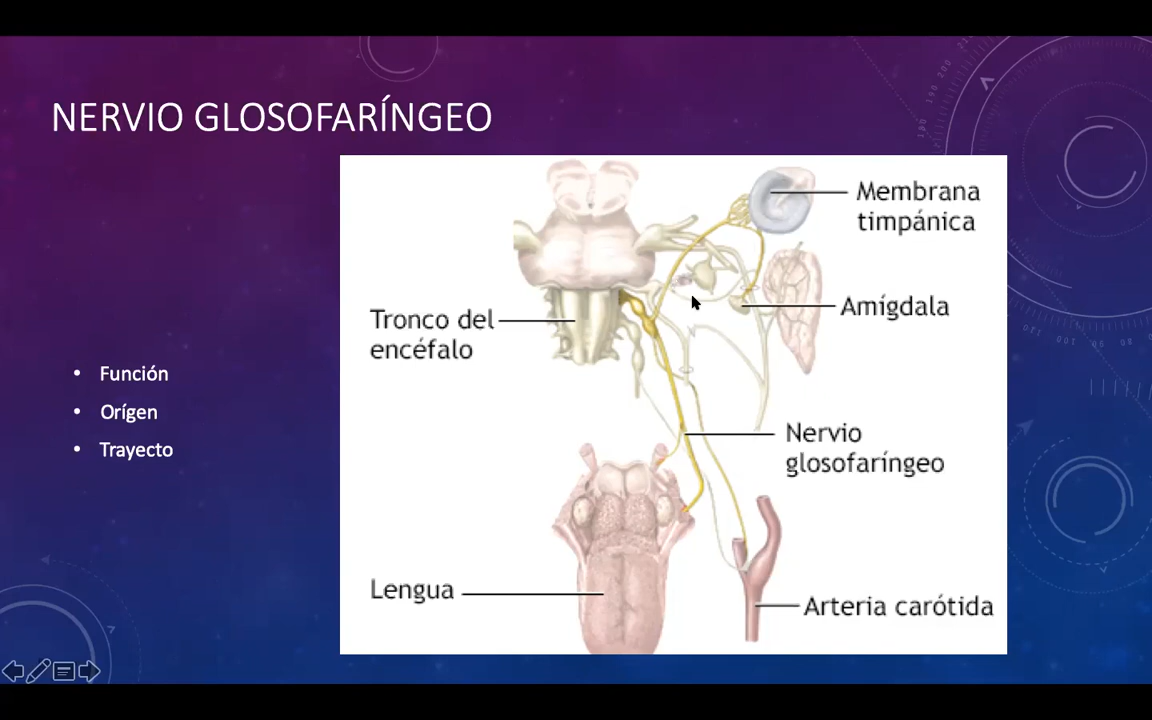 NERVIO GLOSOFARÍNGEO
• Función
• Orígen
• Trayecto
Membrana
timpánica
Amígdala
Tronco del
encéfalo
Nervio
glosofaríngeo
Lengua
Arteria carótida